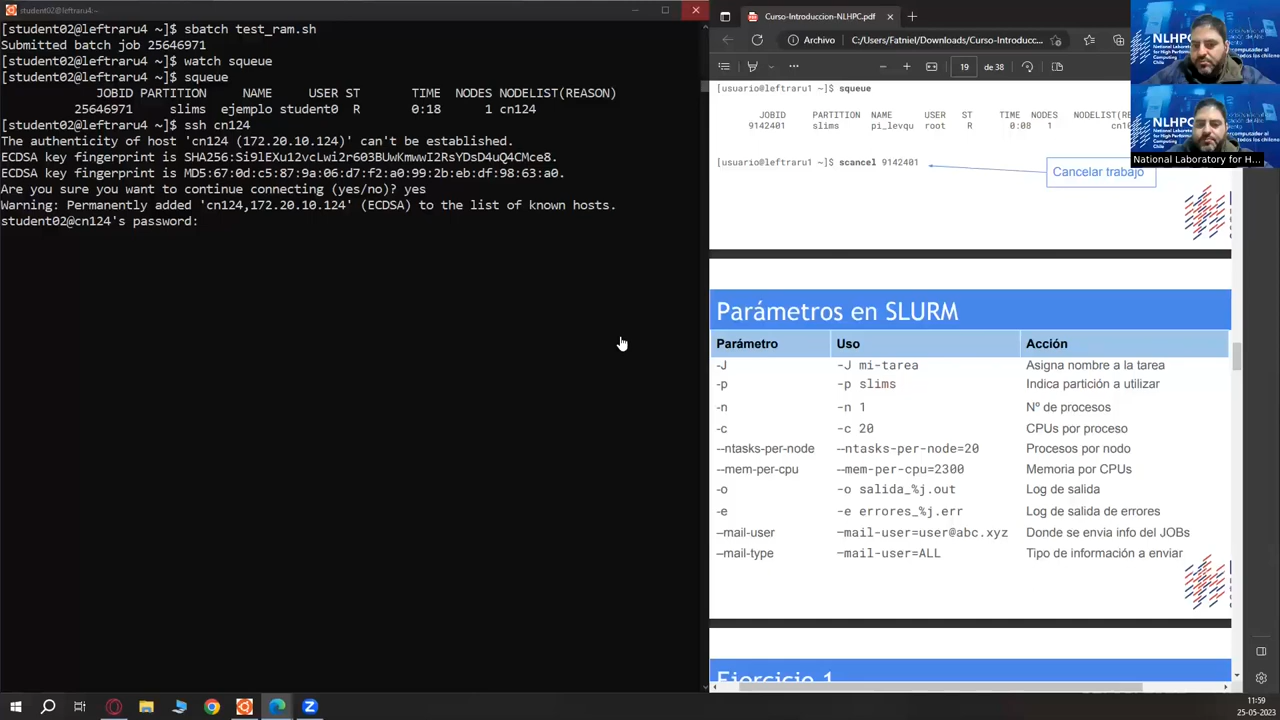 student02@leftraru4:~
[student02@leftraru4 ~]$ sbatch test_ram.sh
Submitted batch job 25646971
[student02@leftraru4 ~]$ watch squeue
[student02@leftraru4 ~]$ squeue
JOBID PARTITION NAME USER ST TIME NODES NODELIST(REASON)
25646971 slims ejemplo student0 R 0:18 1 cn124
[student02@leftraru4 ~]$ ssh cn124
The authenticity of host 'cn124 (172.20.10.124)' can't be established.
ECDSA key fingerprint is SHA256:Si9lEXu12vcLwi2r603BUwKmwwI2RsYDsD4uQ4CMce8.
ECDSA key fingerprint is MD5:67:0d:c5:87:9a:06:d7:f2:a0:99:2b:eb:df:98:63:a0.
Are you sure you want to continue connecting (yes/no)? yes
Warning: Permanently added 'cn124,172.20.10.124' (ECDSA) to the list of known hosts.
student02@cn124's password:
Curso-Introduccion-NLHPC.pdf
Archivo C:/Users/Fatniel/Downloads/Curso-Introducc...
19 de 38
[usuario@leftraru1 ~]$ squeue
JOBID PARTITION NAME USER ST TIME NODES NODELIST(REAS
9142401 slims pi_levqu root R 0:08 1 cn10
[usuario@leftraru1 ~]$ scancel 9142401
Cancelar trabajo
Parámetros en SLURM
Parámetro Uso Acción
-J -J mi-tarea Asigna nombre a la tarea
-p -p slims Indica partición a utilizar
-n -n 1 Nº de procesos
-c -c 20 CPUs por proceso
--ntasks-per-node --ntasks-per-node=20 Procesos por nodo
--mem-per-cpu --mem-per-cpu=2300 Memoria por CPUs
-o -o salida_%j.out Log de salida
-e -e errores_%j.err Log de salida de errores
–mail-user –mail-user=user@abc.xyz Donde se envia info del JOBs
–mail-type –mail-user=ALL Tipo de información a enviar
Ejercicio 1
NLHPC
National Laboratory
for High Performance
Computing
Chile
NLHPC
National Laboratory for H...
11:59
25-05-2023